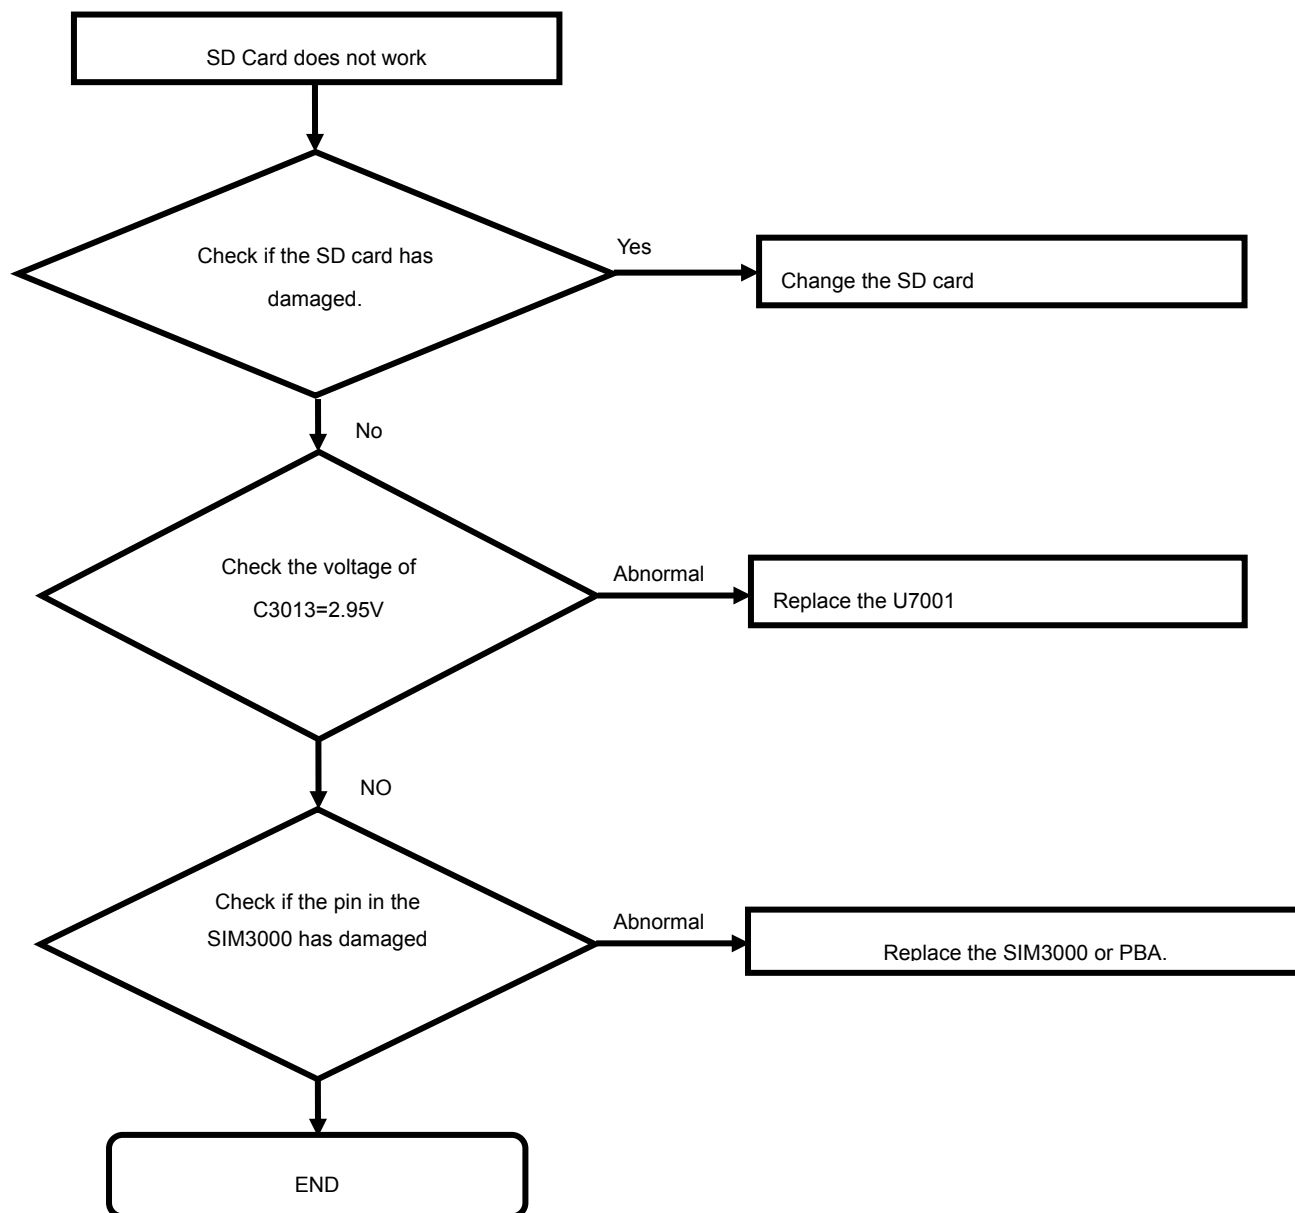 SD Card does not work
Check if the SD card has
damaged.
Yes
Change the SD card
No
Check the voltage of
C3013=2.95V
Abnormal
Replace the U7001
NO
Check if the pin in the
SIM3000 has damaged
Abnormal
Replace the SIM3000 or PBA.
END